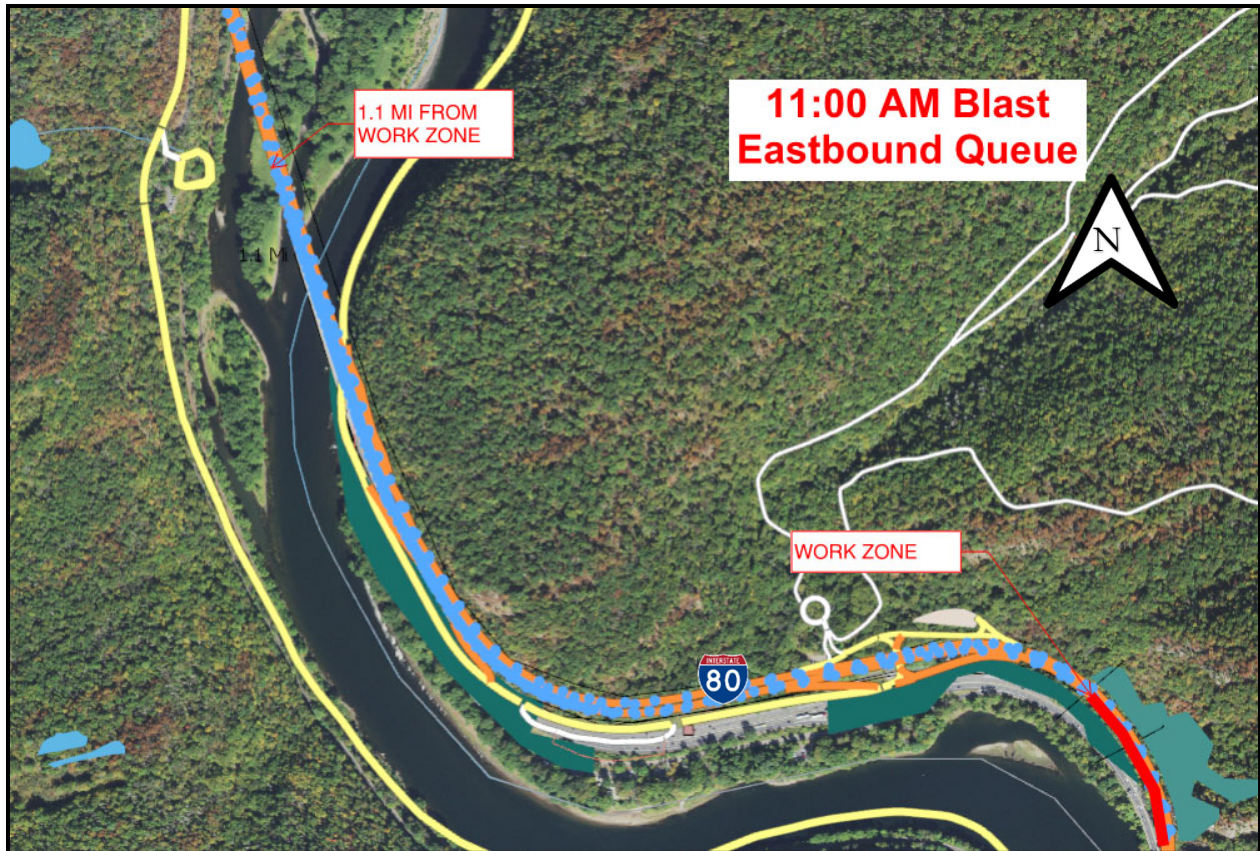 11:00 AM Blast
Eastbound Queue
1.1 MI FROM
WORK ZONE
N
1.1 Mi
WORK ZONE
INTERSTATE
80